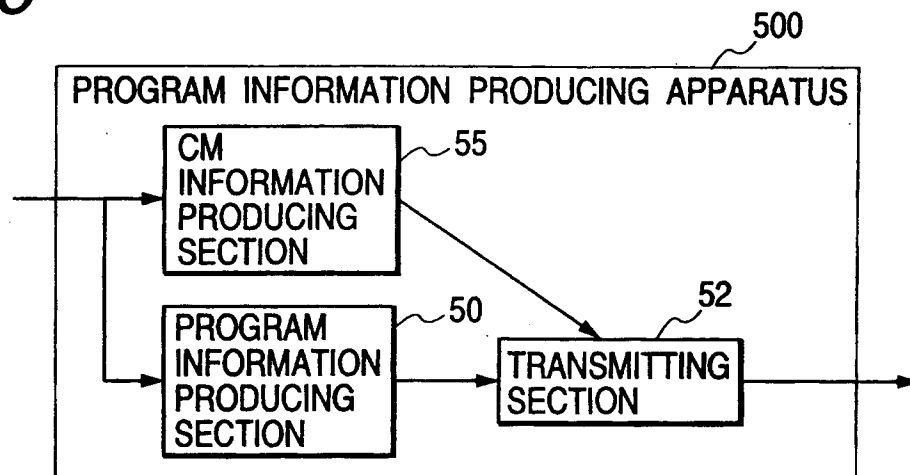 500
PROGRAM INFORMATION PRODUCING APPARATUS
CM
INFORMATION
PRODUCING
SECTION
55
PROGRAM
INFORMATION
PRODUCING
SECTION
50
TRANSMITTING
SECTION
52